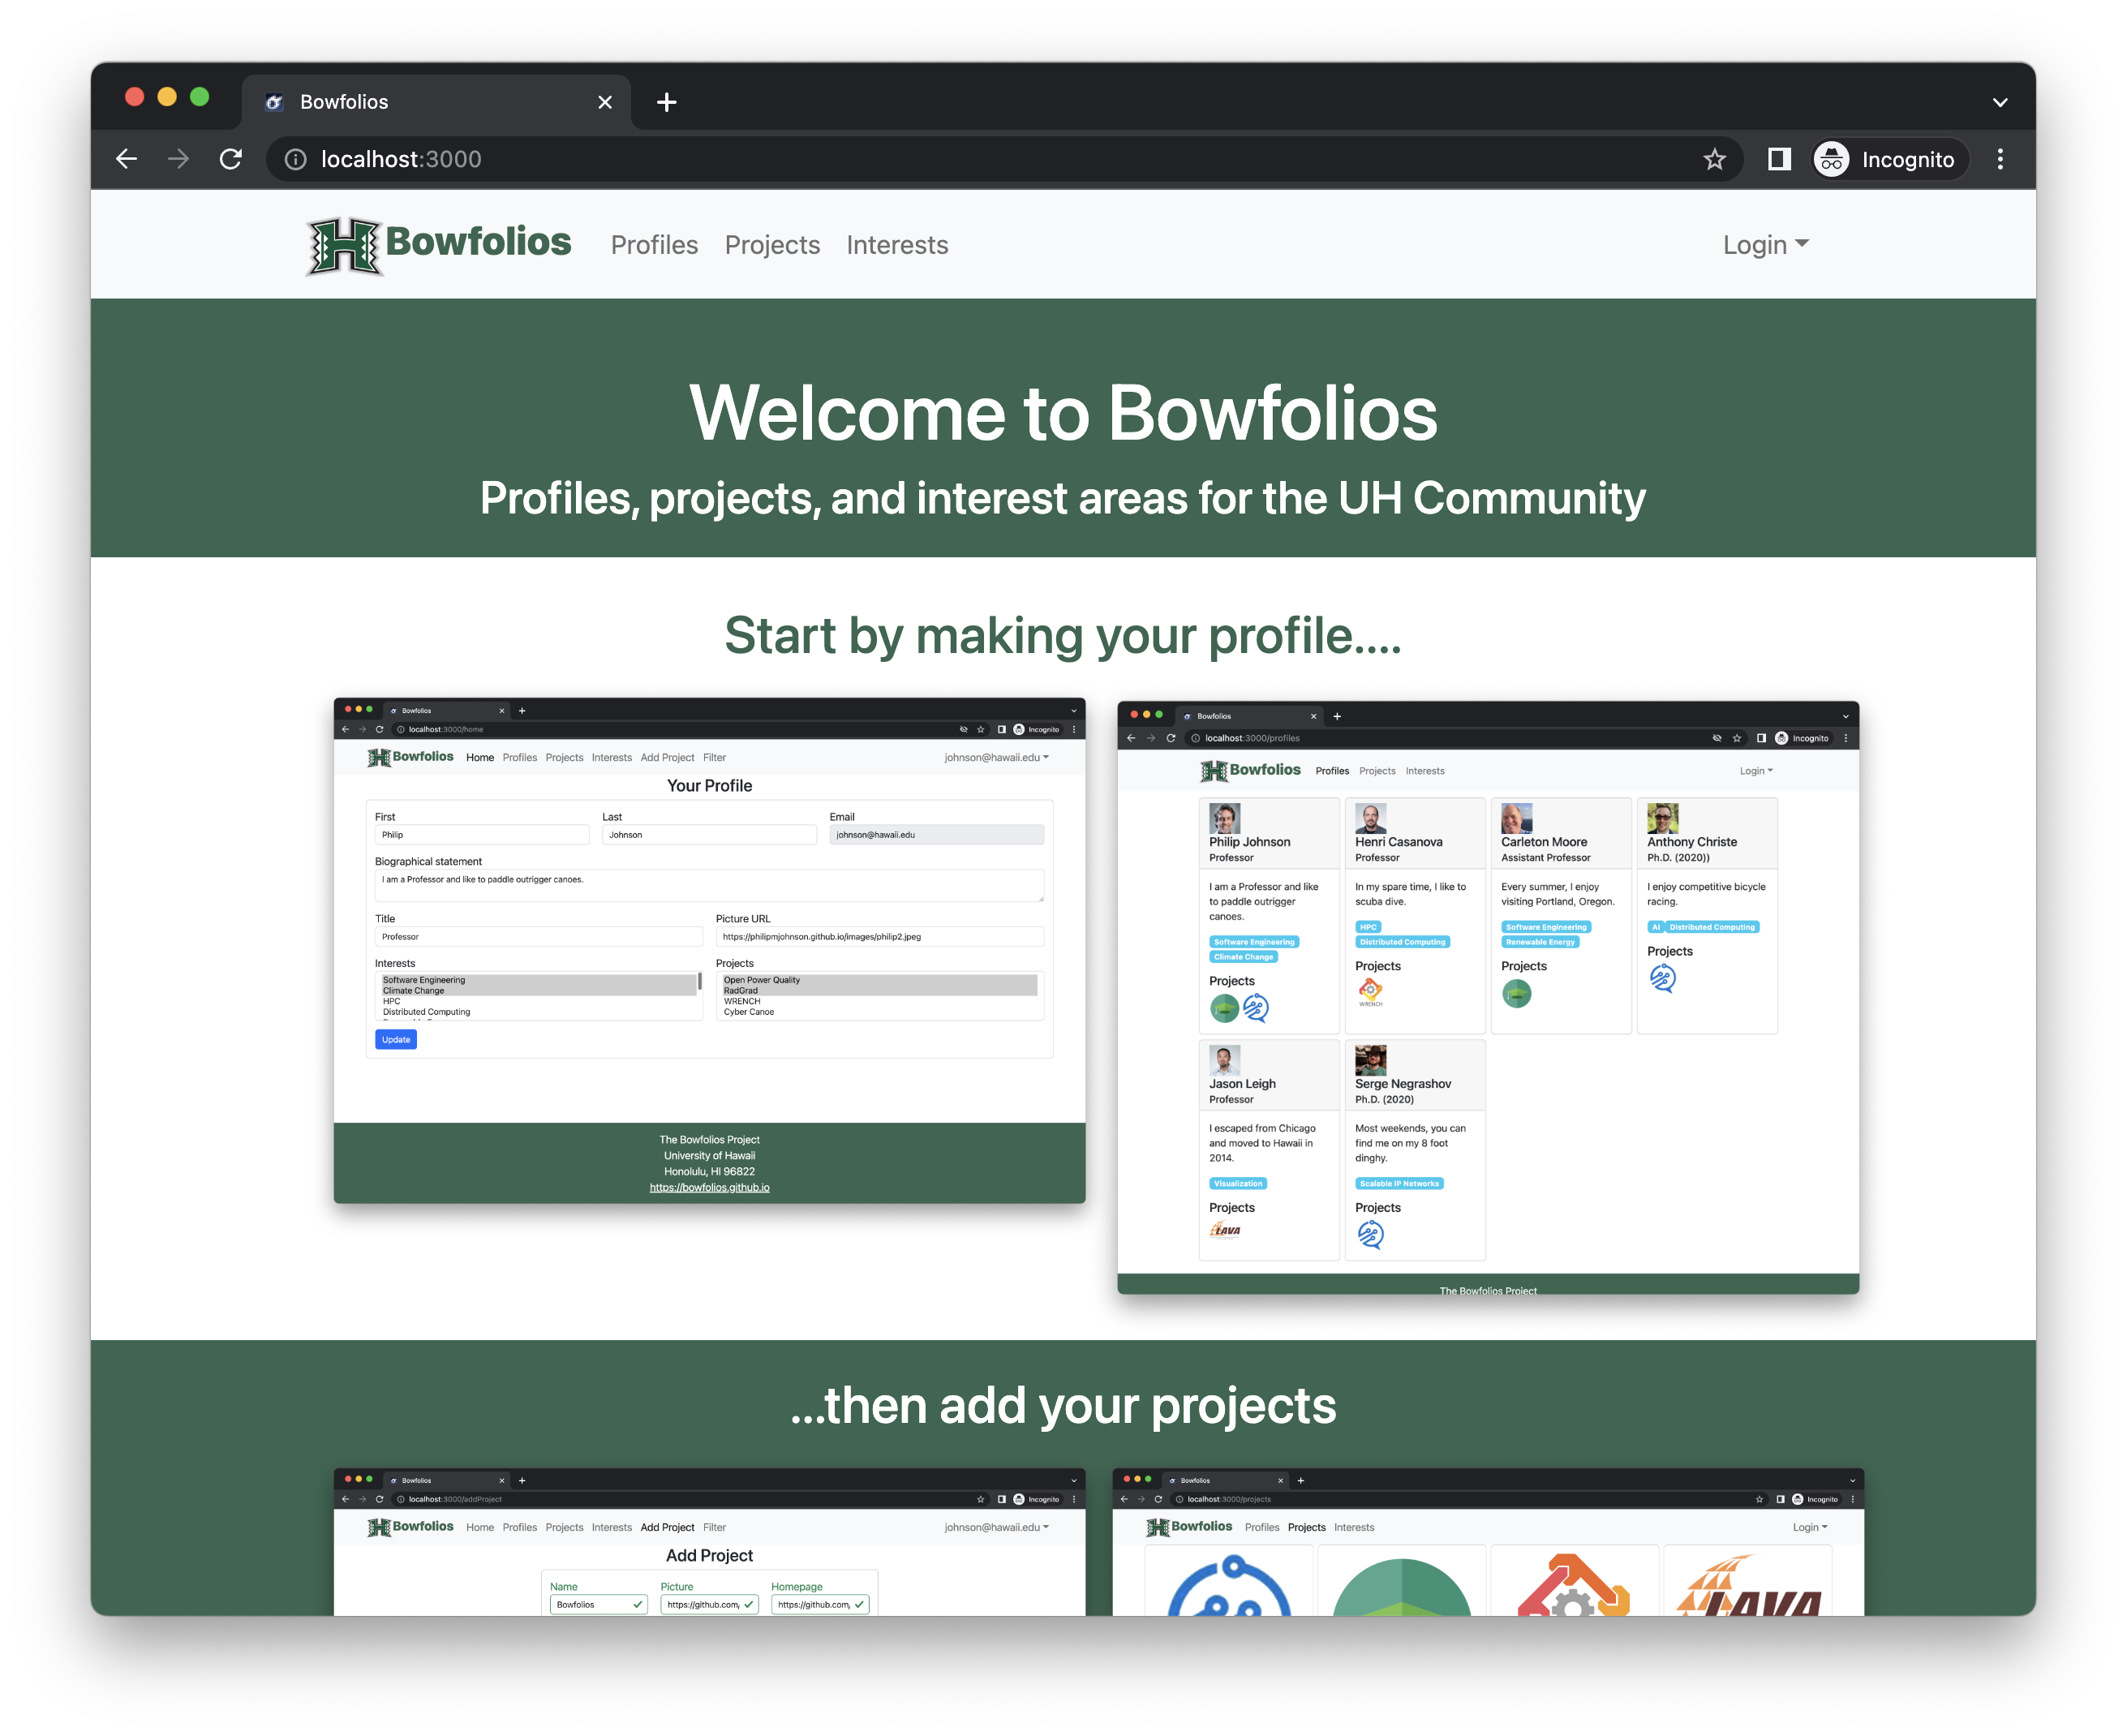 Bowfolios
localhost:3000
Incognito
Bowfolios
Profiles Projects Interests
Login
Welcome to Bowfolios
Profiles, projects, and interest areas for the UH Community
Start by making your profile....
Bowfolios
localhost:3000/home
Incognito
Bowfolios Home Profiles Projects Interests Add Project Filter
johnson@hawaii.edu
Your Profile
First Last Email
Philip Johnson johnson@hawaii.edu
Biographical statement
I am a Professor and like to paddle outrigger canoes.
Title Picture URL
Professor https://philipmjohnson.github.io/images/philip2.jpeg
Interests Projects
Software Engineering Open Power Quality
Climate Change RadGrad
HPC WRENCH
Distributed Computing Cyber Canoe
Update
The Bowfolios Project
University of Hawaii
Honolulu, HI 96822
https://bowfolios.github.io
Bowfolios
localhost:3000/profiles
Incognito
Bowfolios Profiles Projects Interests
Login
Philip Johnson
Professor
I am a Professor and like
to paddle outrigger
canoes.
Software Engineering
Climate Change
Projects
Henri Casanova
Professor
In my spare time, I like to
scuba dive.
HPC
Distributed Computing
Projects
WRENCH
Carleton Moore
Assistant Professor
Every summer, I enjoy
visiting Portland, Oregon.
Software Engineering
Renewable Energy
Projects
Anthony Christe
Ph.D. (2020))
I enjoy competitive bicycle
racing.
AI Distributed Computing
Projects
Jason Leigh
Professor
I escaped from Chicago
and moved to Hawaii in
2014.
Visualization
Projects
LAVA
Serge Negrashov
Ph.D. (2020)
Most weekends, you can
find me on my 8 foot
dinghy.
Scalable IP Networks
Projects
The Bowfolios Project
...then add your projects
Bowfolios
localhost:3000/addProject
Incognito
Bowfolios Home Profiles Projects Interests Add Project Filter
johnson@hawaii.edu
Add Project
Name Picture Homepage
Bowfolios https://github.com, https://github.com,
Bowfolios
localhost:3000/projects
Incognito
Bowfolios Profiles Projects Interests
Login
LAVA